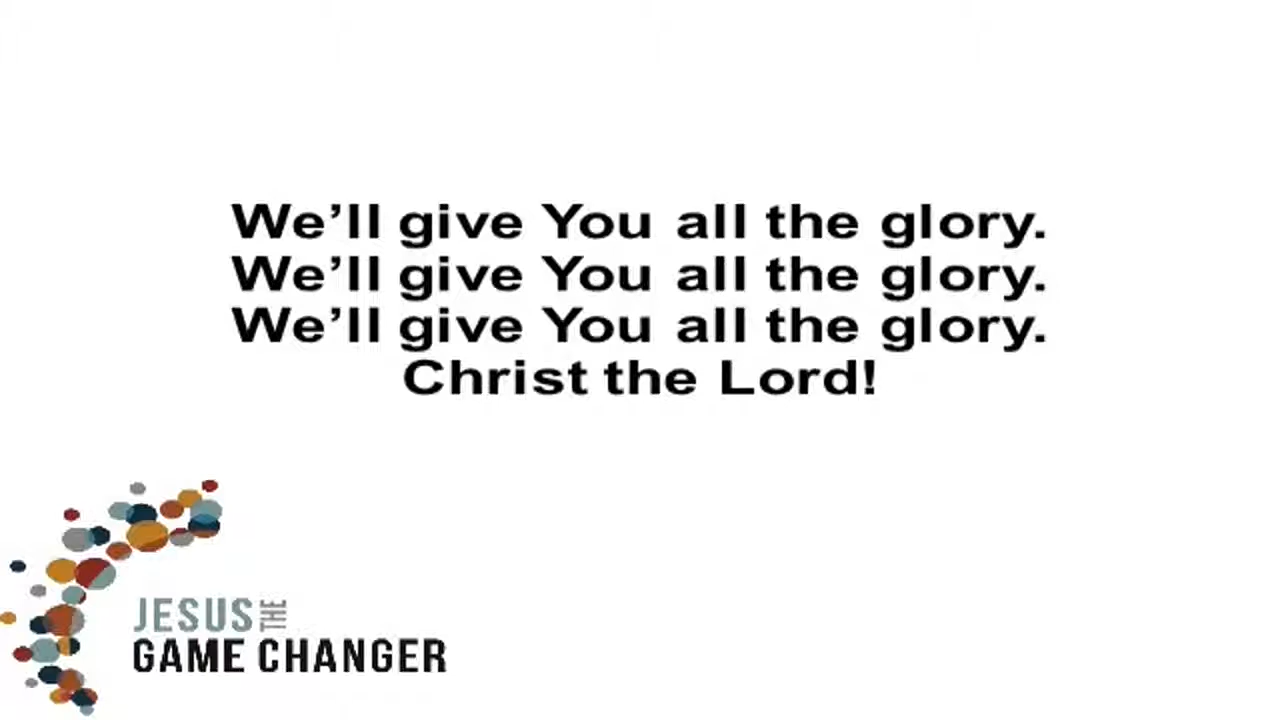 We’ll give You all the glory.
We’ll give You all the glory.
We’ll give You all the glory.
Christ the Lord!
JESUS THE
GAME CHANGER